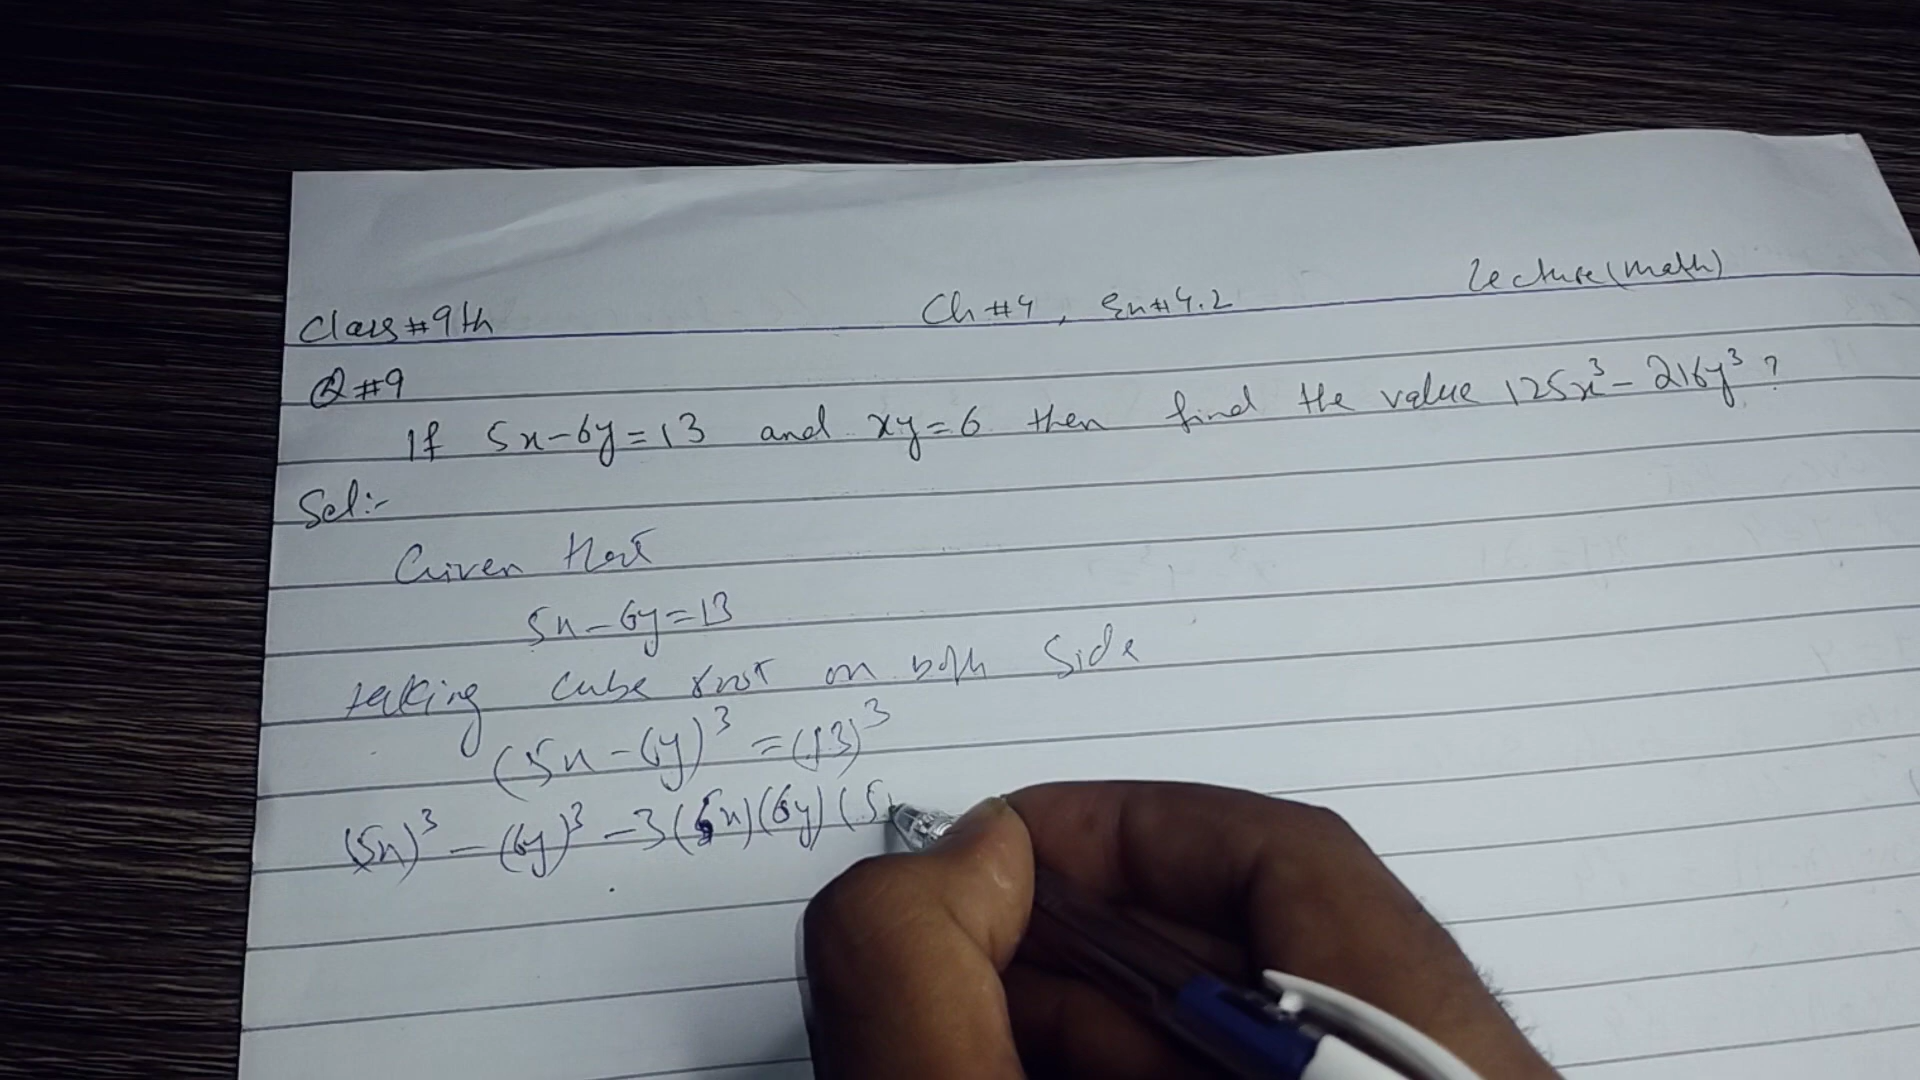 Class #9th Ch #4, Ex#4.2 Lecture(math)
Q #9
If 5x-6y=13 and xy=6 then find the value 125x³-216y³?
Sol:-
Given that
5x-6y=13
taking cube root on both side
(5x-6y)³=(13)³
(5x)³-(6y)³-3(5x)(6y)(5x